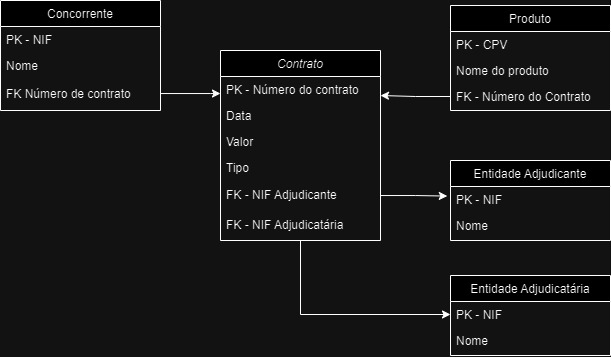 Concorrente
PK - NIF
Nome
FK Número de contrato
Contrato
PK - Número do contrato
Data
Valor
Tipo
FK - NIF Adjudicante
FK - NIF Adjudicatária
Produto
PK - CPV
Nome do produto
FK - Número do Contrato
Entidade Adjudicante
PK - NIF
Nome
Entidade Adjudicatária
PK - NIF
Nome